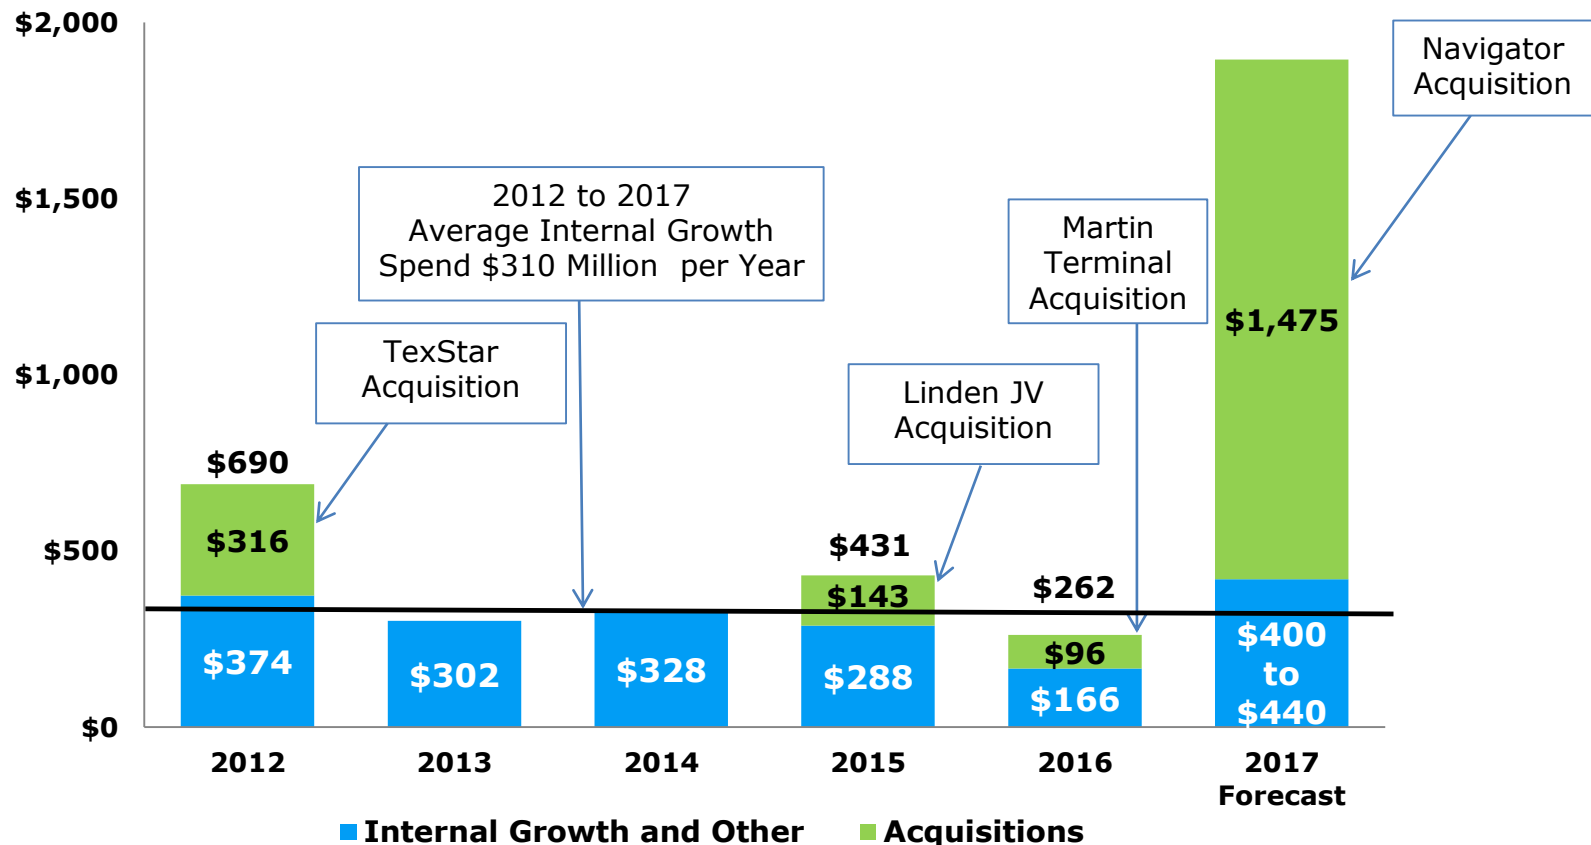 $2,000
$1,500
$1,000
$500
$0
Navigator
Acquisition
2012 to 2017
Average Internal Growth
Spend $310 Million per Year
Martin
Terminal
Acquisition
TexStar
Acquisition
Linden JV
Acquisition
$690
$316
$374
$302
$328
$431
$143
$288
$262
$96
$166
$1,475
$400
to
$440
2012
2013
2014
2015
2016
2017
Forecast
Internal Growth and Other
Acquisitions